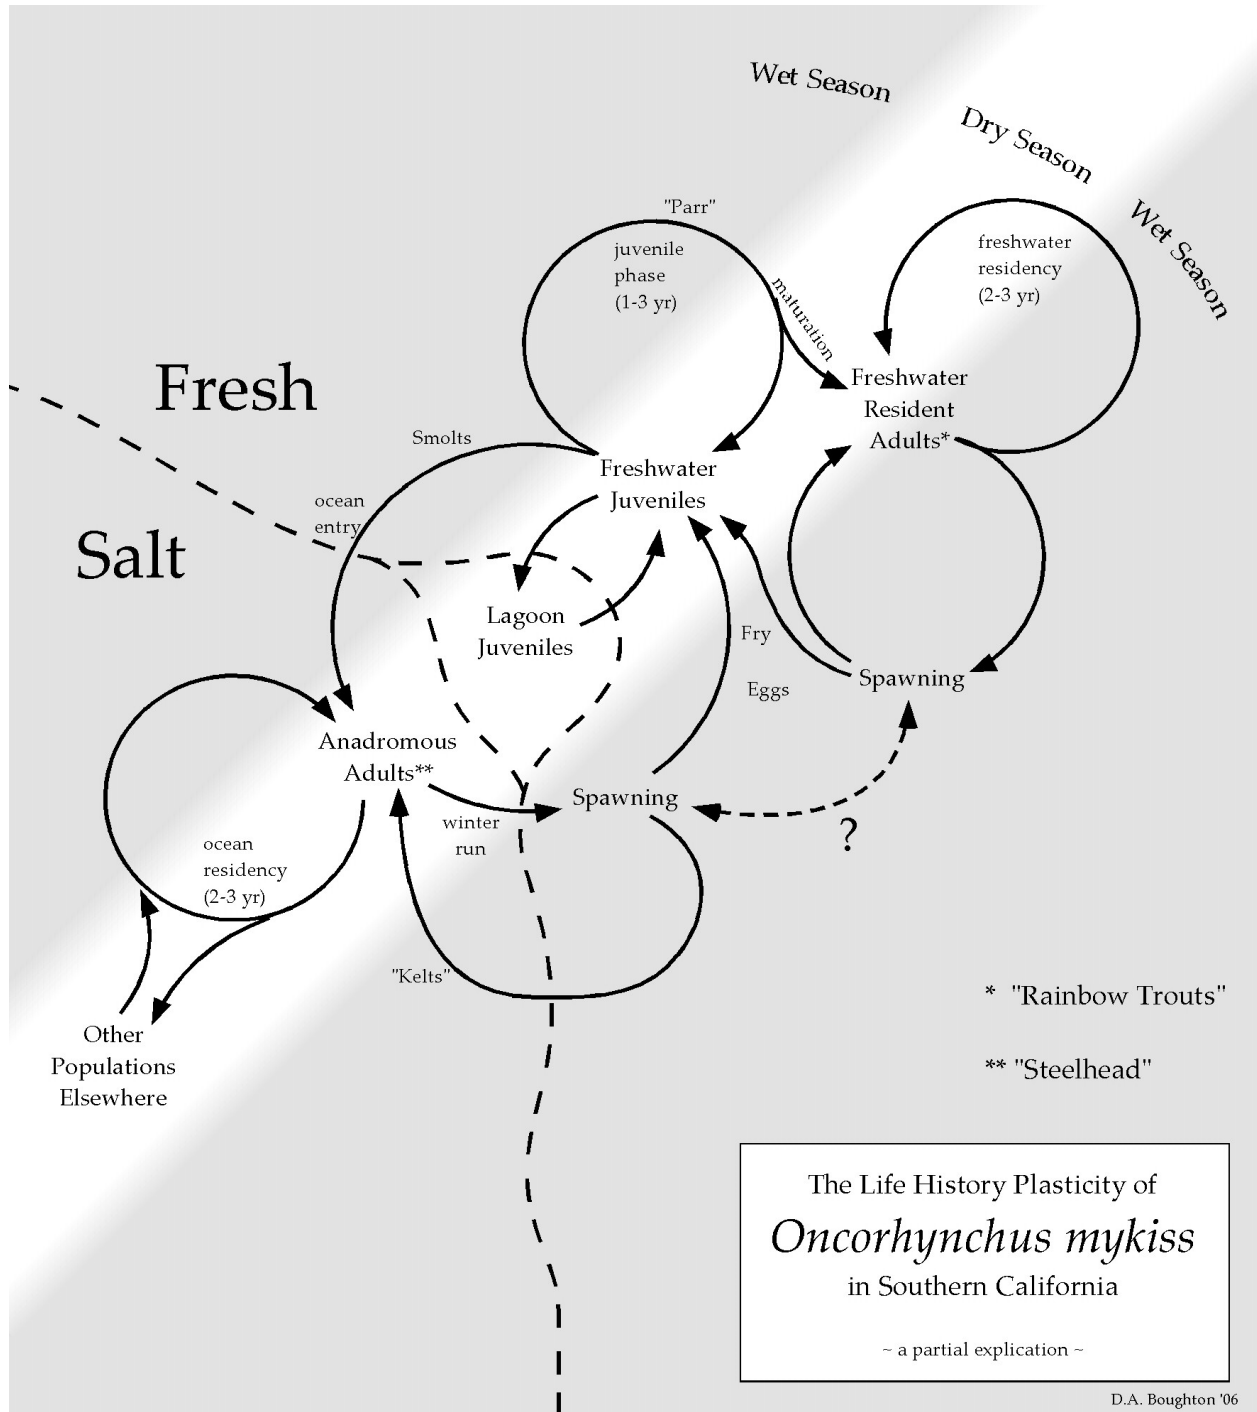 Wet Season
Dry Season
Wet Season
"Parr"
juvenile
phase
(1-3 yr)
maturation
freshwater
residency
(2-3 yr)
Freshwater
Resident
Adults*
Fresh
Smolts
ocean
entry
Freshwater
Juveniles
Salt
Lagoon
Juveniles
Fry
Eggs
Spawning
Anadromous
Adults**
winter
run
Spawning
?
ocean
residency
(2-3 yr)
"Kelts"
Other
Populations
Elsewhere
* "Rainbow Trouts"
** "Steelhead"
The Life History Plasticity of
Oncorhynchus mykiss
in Southern California
~ a partial explication ~
D.A. Boughton '06